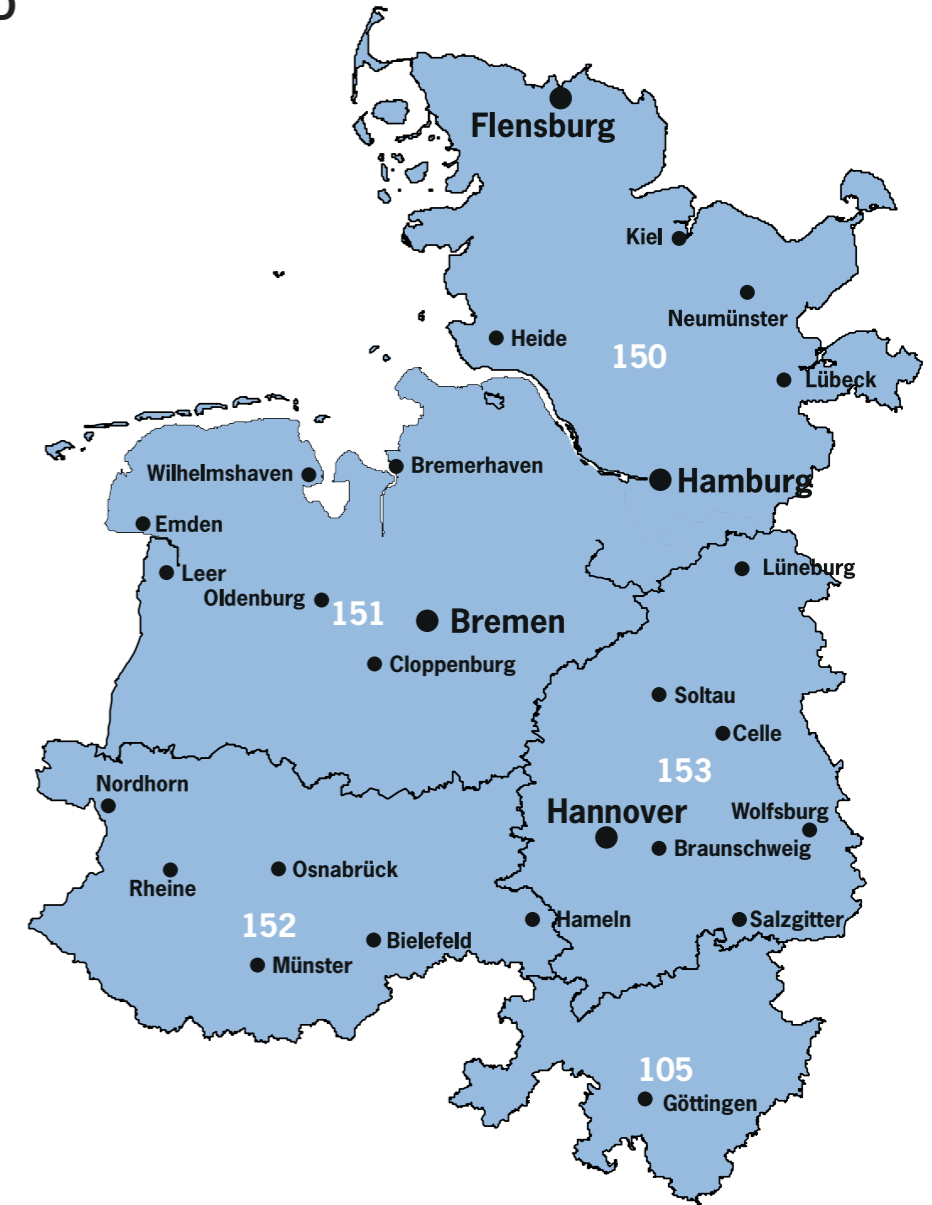 Flensburg
Kiel
Neumünster
Heide
150
Lübeck
Bremerhaven
Wilhelmshaven
Hamburg
Emden
Lüneburg
Leer
Oldenburg
151
Bremen
Cloppenburg
Soltau
Celle
153
Nordhorn
Hannover
Wolfsburg
Braunschweig
Osnabrück
Rheine
152
Hameln
Salzgitter
Bielefeld
Münster
105
Göttingen